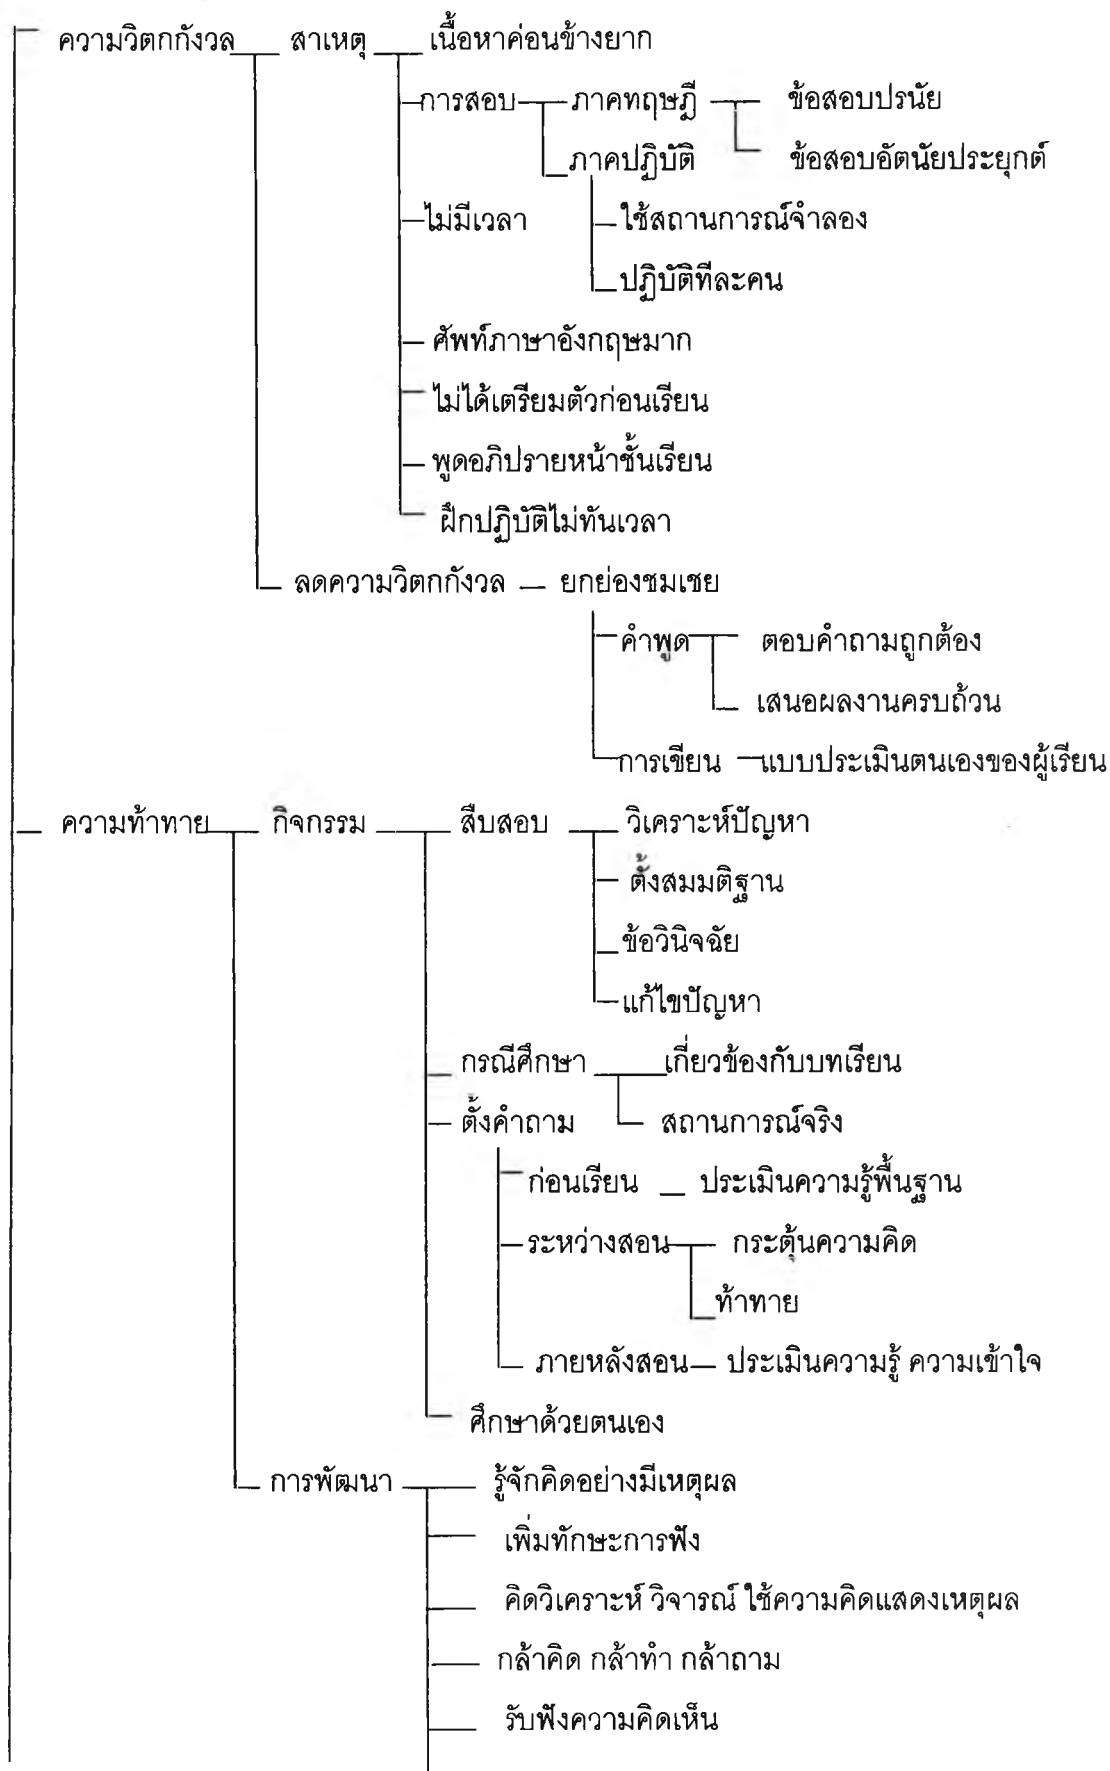 ความวิตกกังวล สาเหตุ เนื้อหาค่อนข้างยาก
การสอบ ภาคทฤษฎี ข้อสอบปรนัย
ภาคปฏิบัติ ข้อสอบอัตนัยประยุกต์
ไม่มีเวลา ใช้สถานการณ์จำลอง
ปฏิบัติทีละคน
ศัพท์ภาษาอังกฤษมาก
ไม่ได้เตรียมตัวก่อนเรียน
พูดอภิปรายหน้าชั้นเรียน
ฝึกปฏิบัติไม่ทันเวลา
ลดความวิตกกังวล ยกย่องชมเชย
คำพูด ตอบคำถามถูกต้อง
เสนอผลงานครบถ้วน
การเขียน แบบประเมินตนเองของผู้เรียน
ความท้าทาย กิจกรรม สืบสอบ วิเคราะห์ปัญหา
ตั้งสมมติฐาน
ข้อวินิจฉัย
แก้ไขปัญหา
กรณีศึกษา เกี่ยวข้องกับบทเรียน
ตั้งคำถาม สถานการณ์จริง
ก่อนเรียน ประเมินความรู้พื้นฐาน
ระหว่างสอน กระตุ้นความคิด
ท้าทาย
ภายหลังสอน ประเมินความรู้ ความเข้าใจ
ศึกษาด้วยตนเอง
การพัฒนา รู้จักคิดอย่างมีเหตุผล
เพิ่มทักษะการฟัง
คิดวิเคราะห์ วิจารณ์ ใช้ความคิดแสดงเหตุผล
กล้าคิด กล้าทำ กล้าถาม
รับฟังความคิดเห็น